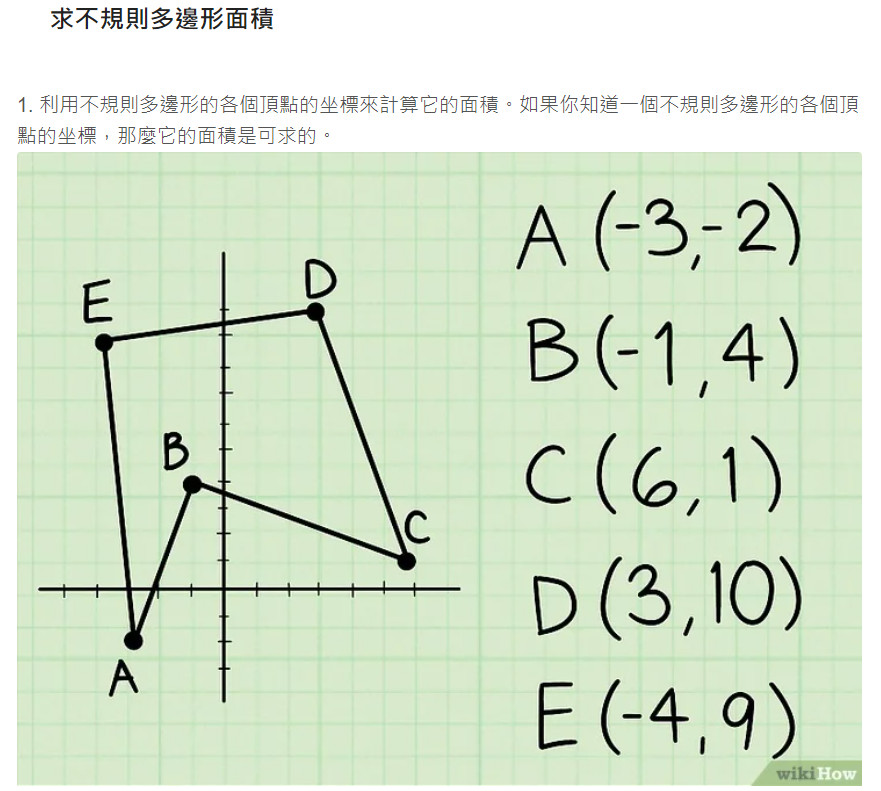 求不規則多邊形面積
1. 利用不規則多邊形的各個頂點的坐標來計算它的面積。如果你知道一個不規則多邊形的各個頂
點的坐標，那麼它的面積是可求的。
A (-3,-2)
B (-1,4)
C (6,1)
D (3,10)
E (-4,9)
E
D
B
C
A
wikiHow